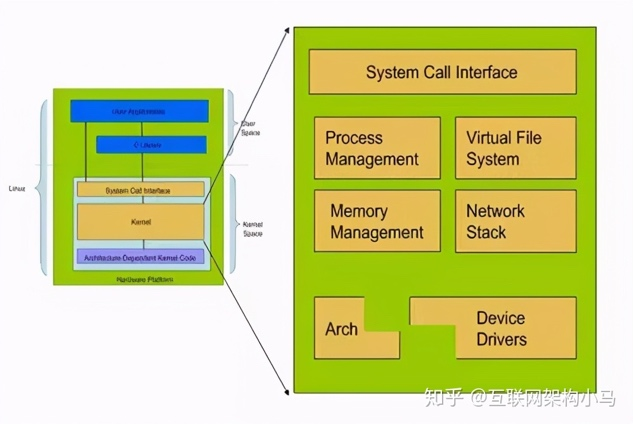 User Applications
C Library
System Call Interface
Kernel
Architecture-Dependent Kernel Code
Hardware Platform
Linux
User
Space
Kernel
Space
System Call Interface
Process
Management
Virtual File
System
Memory
Management
Network
Stack
Arch
Device
Drivers
知乎 @互联网架构小马